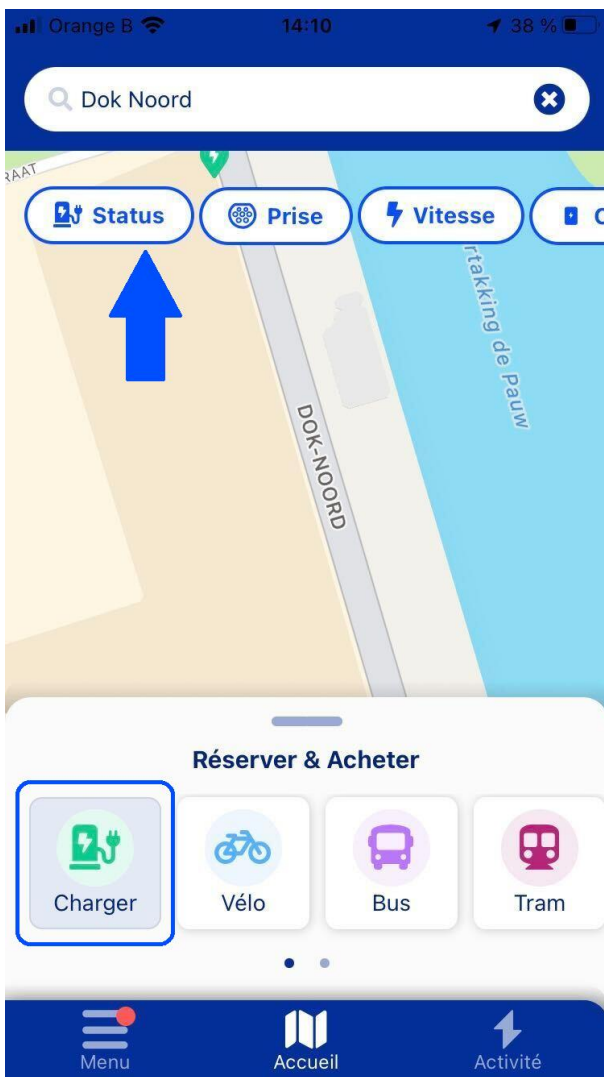 Orange B 14:10 38 %
Dok Noord
RAAT
Status Prise Vitesse
rtakking de Pauw
DOK-NOORD
Réserver & Acheter
Charger Vélo Bus Tram
Menu Accueil Activité